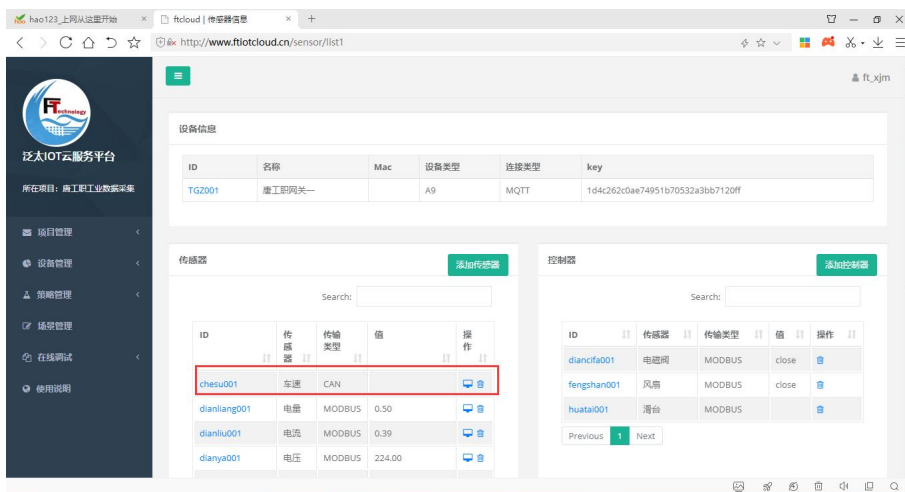 hao123_上网从这里开始
ftcloud | 传感器信息
http://www.ftiotcloud.cn/sensor/list1
ft_xjm
FT
echnology
泛太IOT云服务平台
所在项目：唐工职工业数据采集
项目管理
设备管理
策略管理
场景管理
在线调试
使用说明
设备信息
ID 名称 Mac 设备类型 连接类型 key
TGZ001 唐工职网关一 A9 MQTT 1d4c262c0ae74951b70532a3bb7120ff
传感器 添加传感器
Search:
ID 传感器 传输类型 值 操作
chesu001 车速 CAN
dianliang001 电量 MODBUS 0.50
dianliu001 电流 MODBUS 0.39
dianya001 电压 MODBUS 224.00
控制器 添加控制器
Search:
ID 传感器 传输类型 值 操作
diancifa001 电磁阀 MODBUS close
fengshan001 风扇 MODBUS close
huatai001 滑台 MODBUS
Previous 1 Next